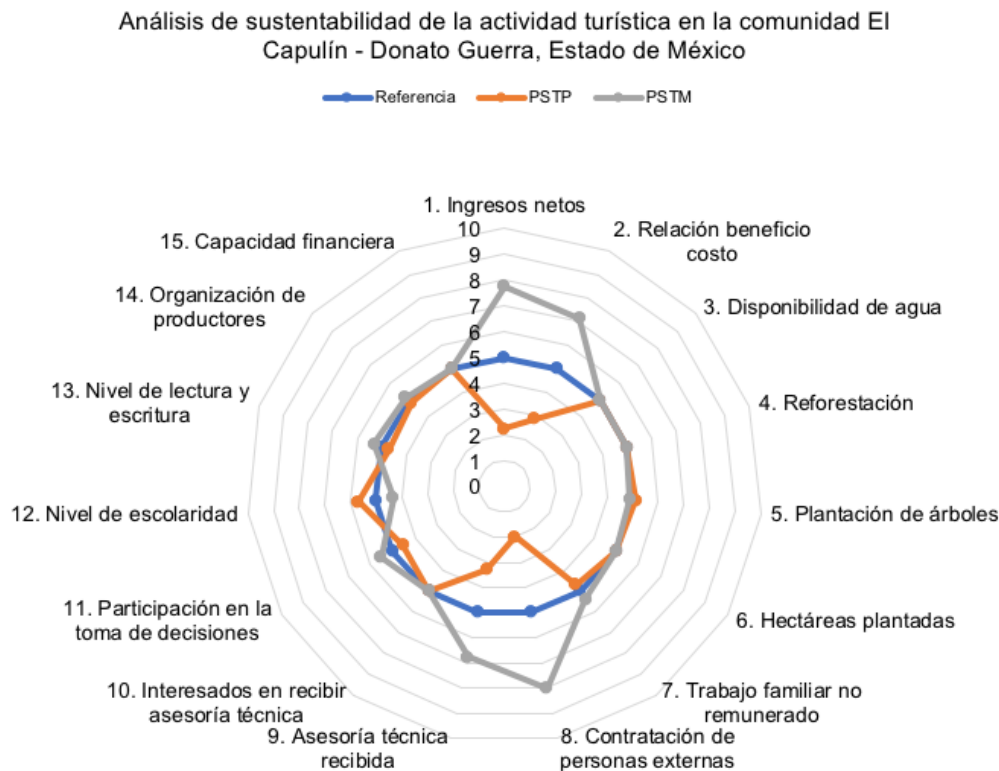 Análisis de sustentabilidad de la actividad turística en la comunidad El
Capulín - Donato Guerra, Estado de México
Referencia
PSTP
PSTM
1. Ingresos netos
2. Relación beneficio
costo
3. Disponibilidad de agua
4. Reforestación
5. Plantación de árboles
6. Hectáreas plantadas
7. Trabajo familiar no
remunerado
8. Contratación de
personas externas
9. Asesoría técnica
recibida
10. Interesados en recibir
asesoría técnica
11. Participación en la
toma de decisiones
12. Nivel de escolaridad
13. Nivel de lectura y
escritura
14. Organización de
productores
15. Capacidad financiera
10
9
8
7
6
5
4
3
2
1
0